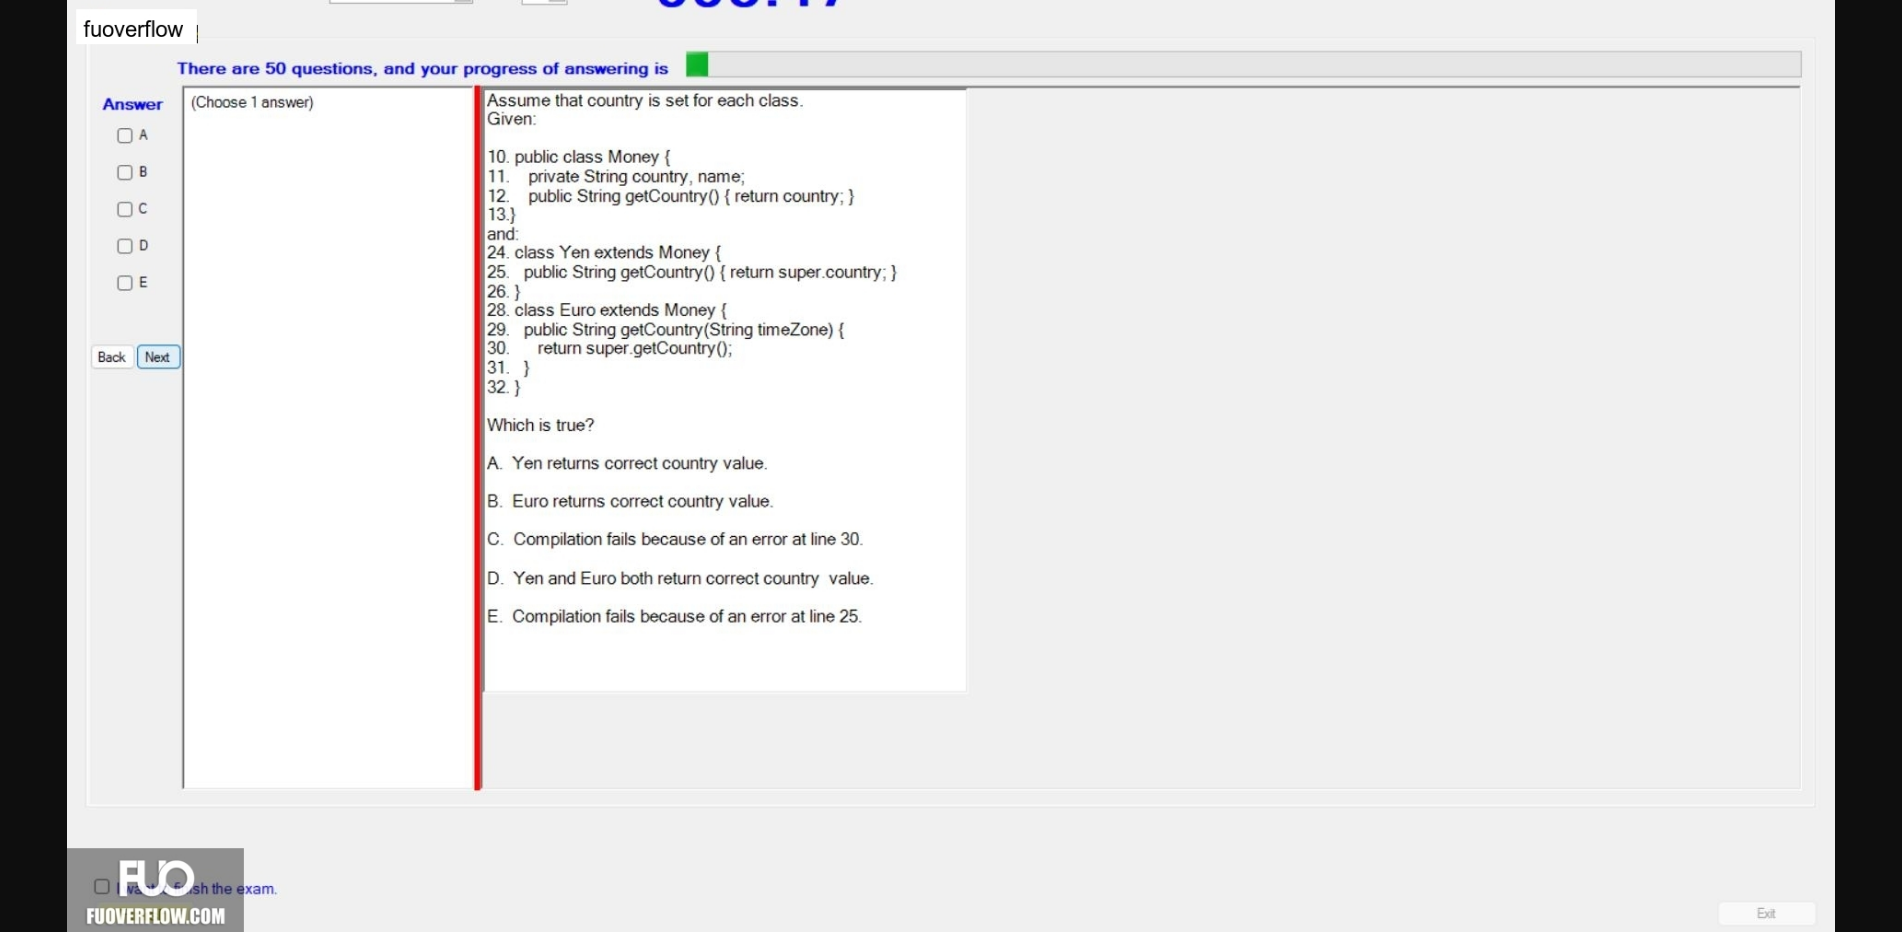 fuoverflow
There are 50 questions, and your progress of answering is
Answer
(Choose 1 answer)
A
B
C
D
E
Back
Next
Assume that country is set for each class.
Given:
10. public class Money {
11. private String country, name;
12. public String getCountry() { return country; }
13.}
and:
24. class Yen extends Money {
25. public String getCountry() { return super.country; }
26. }
28. class Euro extends Money {
29. public String getCountry(String timeZone) {
30. return super.getCountry();
31. }
32. }
Which is true?
A. Yen returns correct country value.
B. Euro returns correct country value.
C. Compilation fails because of an error at line 30.
D. Yen and Euro both return correct country value.
E. Compilation fails because of an error at line 25.
I want finish the exam.
FUO
FUOVERFLOW.COM
Exit